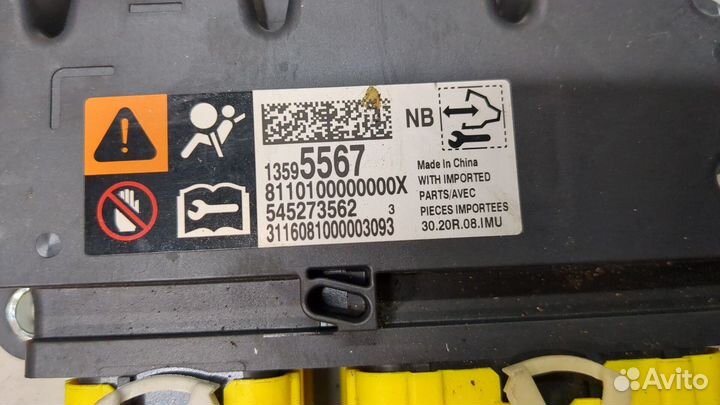 NB
13595567
8110100000000X
545273562 3
3116081000003093
Made In China
WITH IMPORTED
PARTS/AVEC
PIECES IMPORTEES
30.20R.08.IMU
Avito